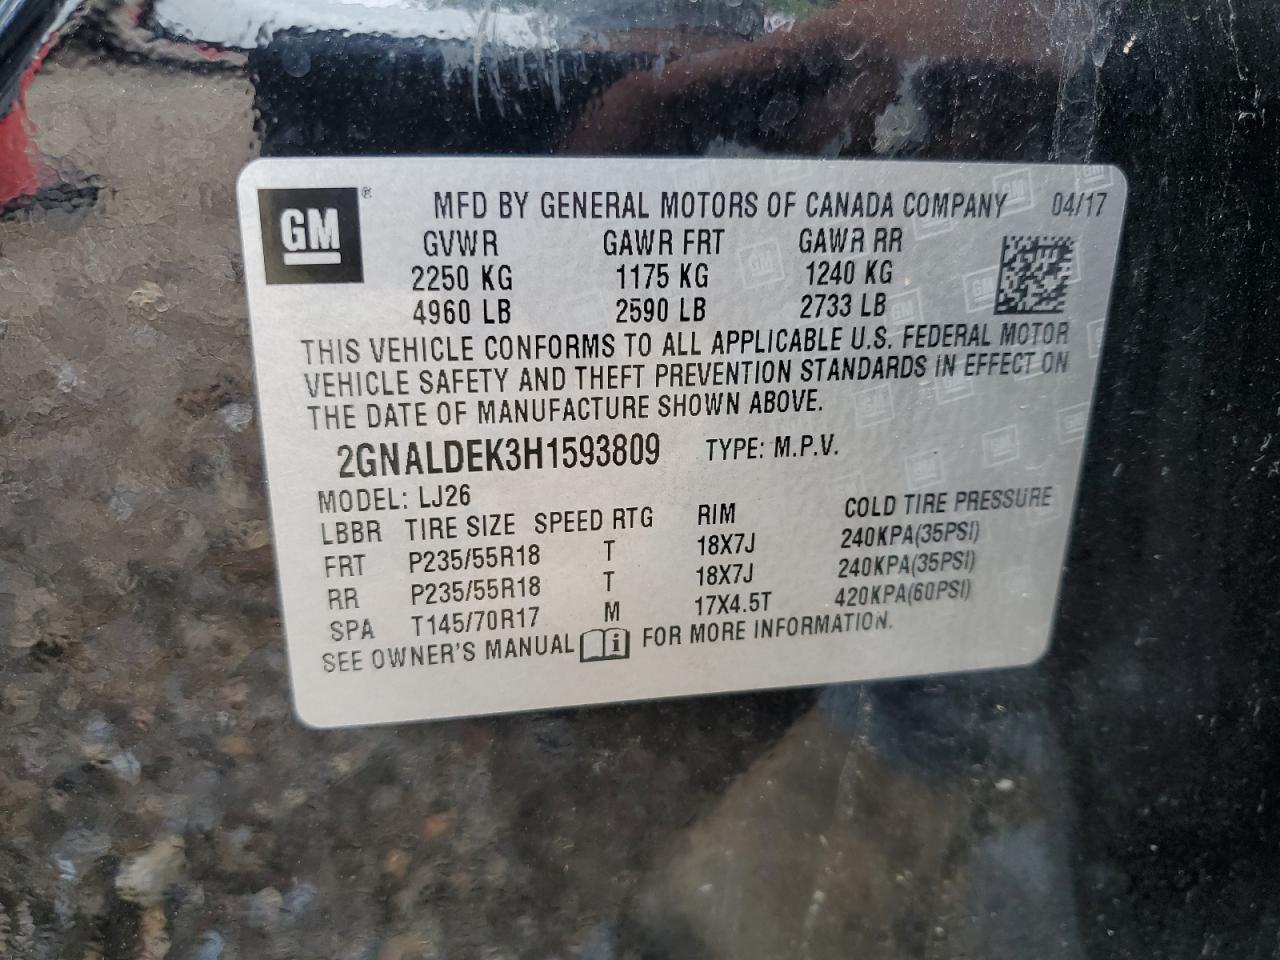 GM ® MFD BY GENERAL MOTORS OF CANADA COMPANY 04/17
GVWR GAWR FRT GAWR RR
2250 KG 1175 KG 1240 KG
4960 LB 2590 LB 2733 LB
THIS VEHICLE CONFORMS TO ALL APPLICABLE U.S. FEDERAL MOTOR
VEHICLE SAFETY AND THEFT PREVENTION STANDARDS IN EFFECT ON
THE DATE OF MANUFACTURE SHOWN ABOVE.
2GNALDEK3H1593809 TYPE: M.P.V.
MODEL: LJ26
LBBR TIRE SIZE SPEED RTG RIM COLD TIRE PRESSURE
FRT P235/55R18 T 18X7J 240KPA(35PSI)
RR P235/55R18 T 18X7J 240KPA(35PSI)
SPA T145/70R17 M 17X4.5T 420KPA(60PSI)
SEE OWNER'S MANUAL i FOR MORE INFORMATION.